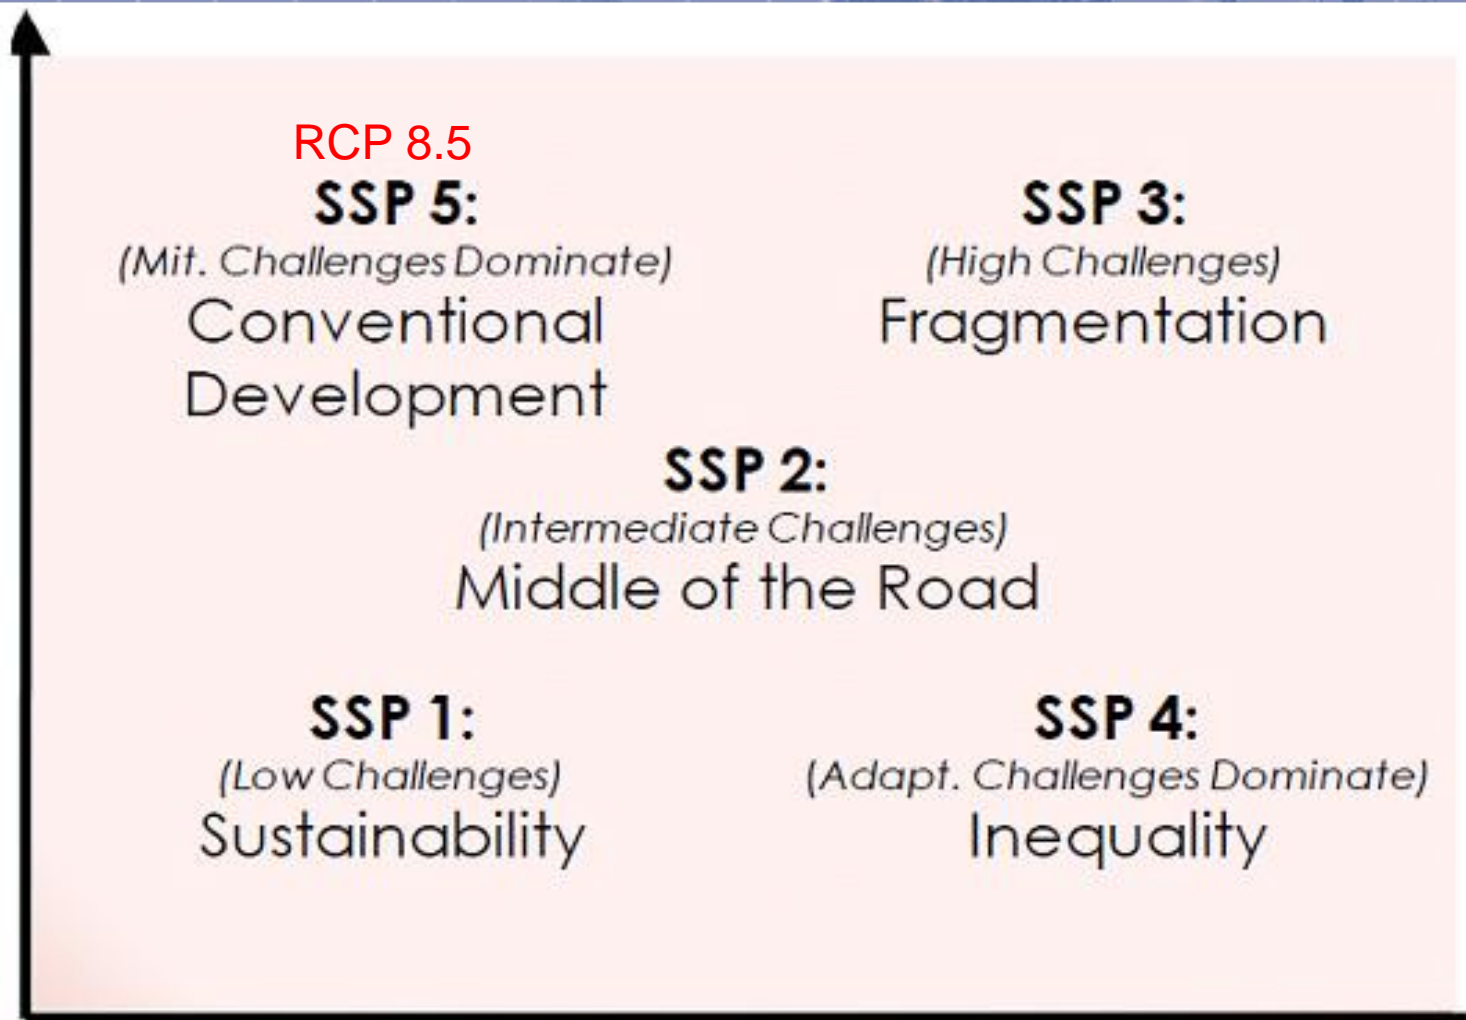 RCP 8.5
SSP 5:
(Mit. Challenges Dominate)
Conventional
Development
SSP 3:
(High Challenges)
Fragmentation
SSP 2:
(Intermediate Challenges)
Middle of the Road
SSP 1:
(Low Challenges)
Sustainability
SSP 4:
(Adapt. Challenges Dominate)
Inequality